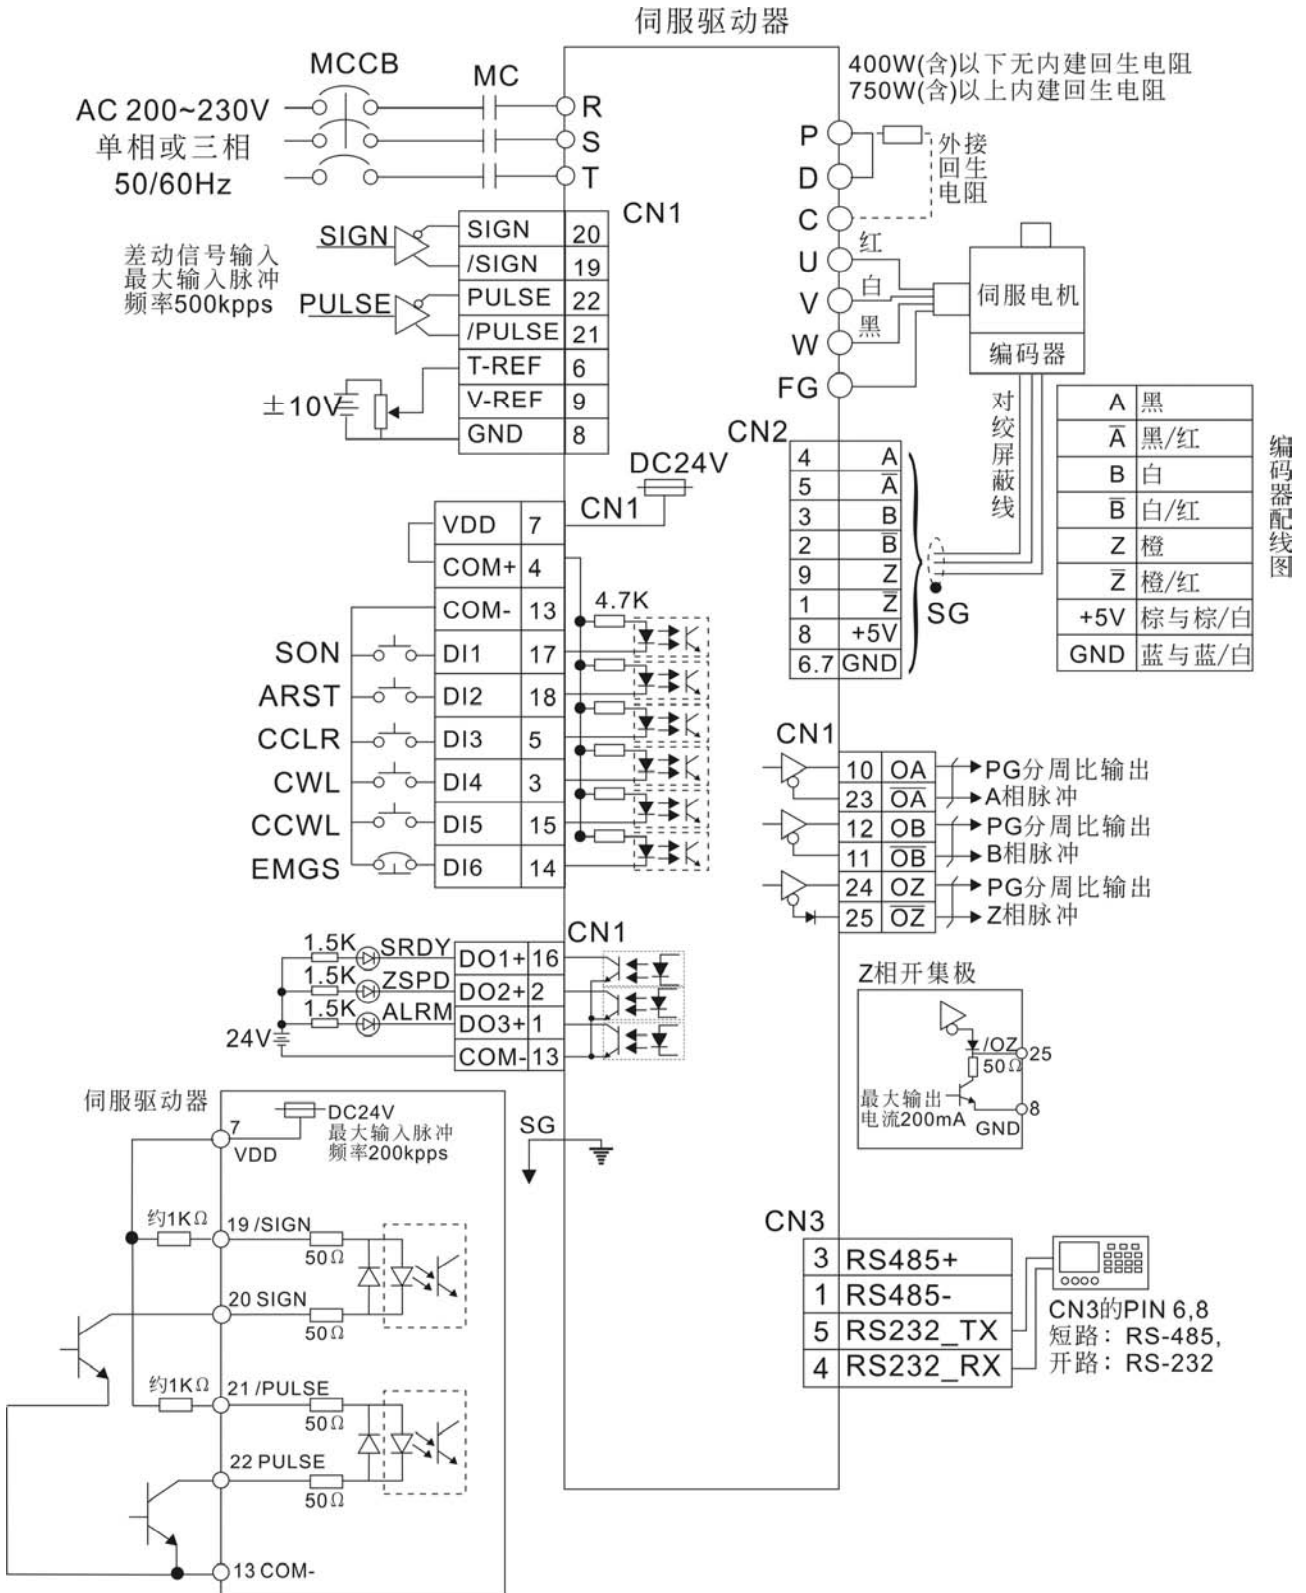 伺服驱动器
MCCB
MC
AC 200~230V
单相或三相
50/60Hz
R
S
T
400W(含)以下无内建回生电阻
750W(含)以上内建回生电阻
P
D
C
外接
回生
电阻
U
V
W
FG
红
白
黑
伺服电机
编码器
对绞屏蔽线
CN1
差动信号输入
最大输入脉冲
频率500kpps
SIGN
PULSE
SIGN 20
/SIGN 19
PULSE 22
/PULSE 21
T-REF 6
V-REF 9
GND 8
±10V
CN2
4 A
5 A̅
3 B
2 B̅
9 Z
1 Z̅
8 +5V
6.7 GND
SG
A 黑
A̅ 黑/红
B 白
B̅ 白/红
Z 橙
Z̅ 橙/红
+5V 棕与棕/白
GND 蓝与蓝/白
编码器配线图
DC24V
CN1
VDD 7
COM+ 4
COM- 13
4.7K
SON DI1 17
ARST DI2 18
CCLR DI3 5
CWL DI4 3
CCWL DI5 15
EMGS DI6 14
CN1
10 OA PG分周比输出
23 O̅A̅ A相脉冲
12 OB PG分周比输出
11 O̅B̅ B相脉冲
24 OZ PG分周比输出
25 O̅Z̅ Z相脉冲
CN1
1.5K SRDY DO1+ 16
1.5K ZSPD DO2+ 2
1.5K ALRM DO3+ 1
24V COM- 13
Z相开集极
/OZ
50Ω
25
最大输出
电流200mA
8
GND
SG
伺服驱动器
7
VDD
DC24V
最大输入脉冲
频率200kpps
约1KΩ
19 /SIGN
50Ω
20 SIGN
50Ω
约1KΩ
21 /PULSE
50Ω
22 PULSE
50Ω
13 COM-
CN3
3 RS485+
1 RS485-
5 RS232_TX
4 RS232_RX
CN3的PIN 6,8
短路：RS-485,
开路：RS-232